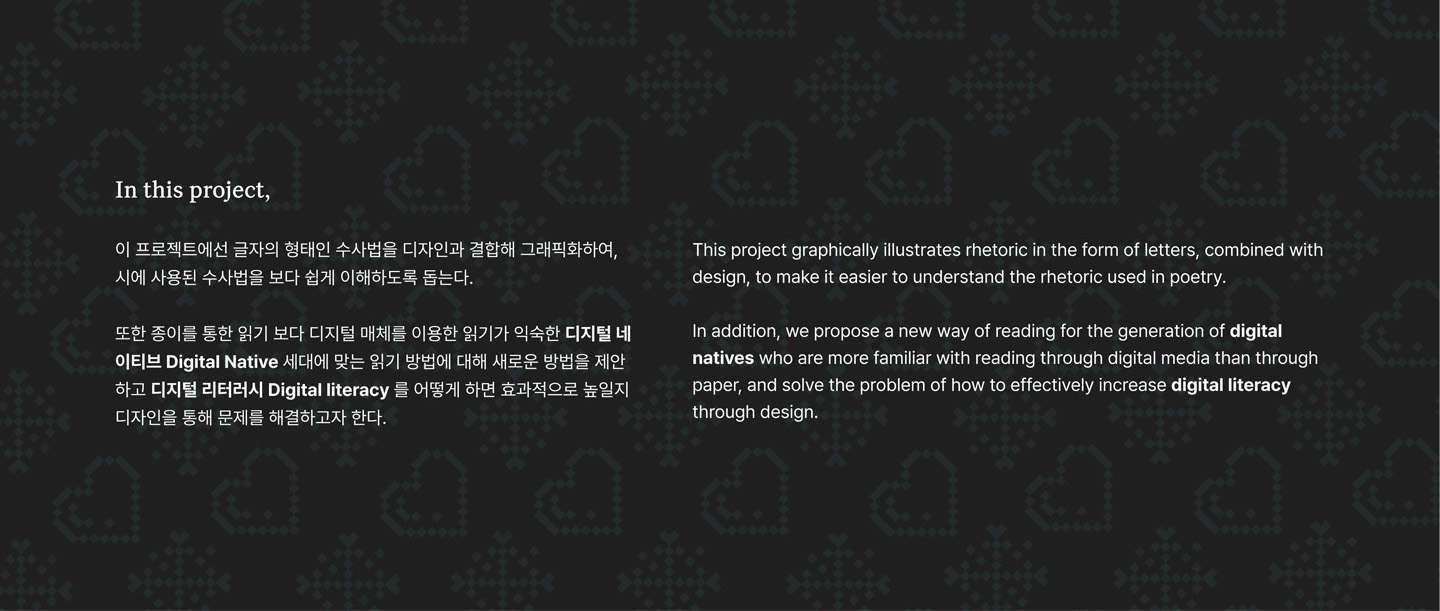 In this project,
이 프로젝트에선 글자의 형태인 수사법을 디자인과 결합해 그래픽화하여,
시에 사용된 수사법을 보다 쉽게 이해하도록 돕는다.
또한 종이를 통한 읽기 보다 디지털 매체를 이용한 읽기가 익숙한 디지털 네
이티브 Digital Native 세대에 맞는 읽기 방법에 대해 새로운 방법을 제안
하고 디지털 리터러시 Digital literacy 를 어떻게 하면 효과적으로 높일지
디자인을 통해 문제를 해결하고자 한다.
This project graphically illustrates rhetoric in the form of letters, combined with
design, to make it easier to understand the rhetoric used in poetry.
In addition, we propose a new way of reading for the generation of digital
natives who are more familiar with reading through digital media than through
paper, and solve the problem of how to effectively increase digital literacy
through design.